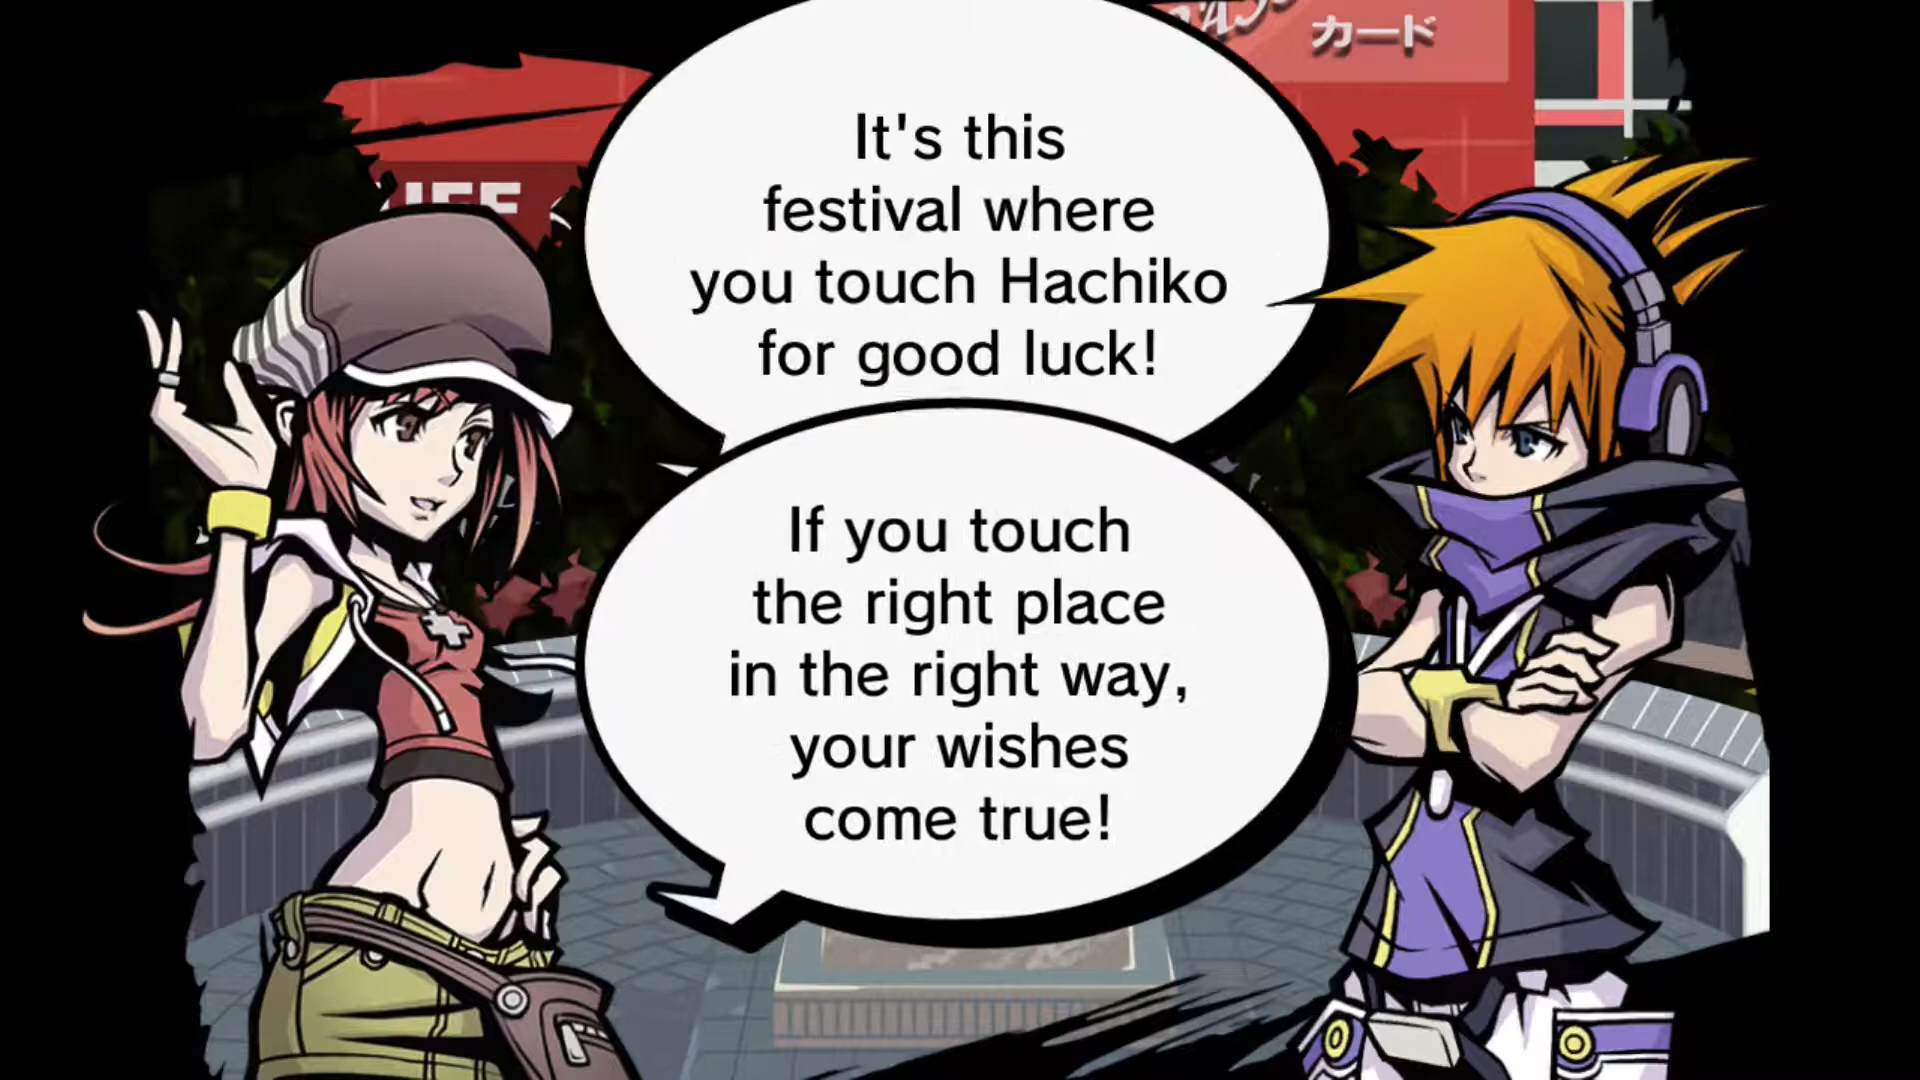 カード
It's this
festival where
you touch Hachiko
for good luck!
If you touch
the right place
in the right way,
your wishes
come true!